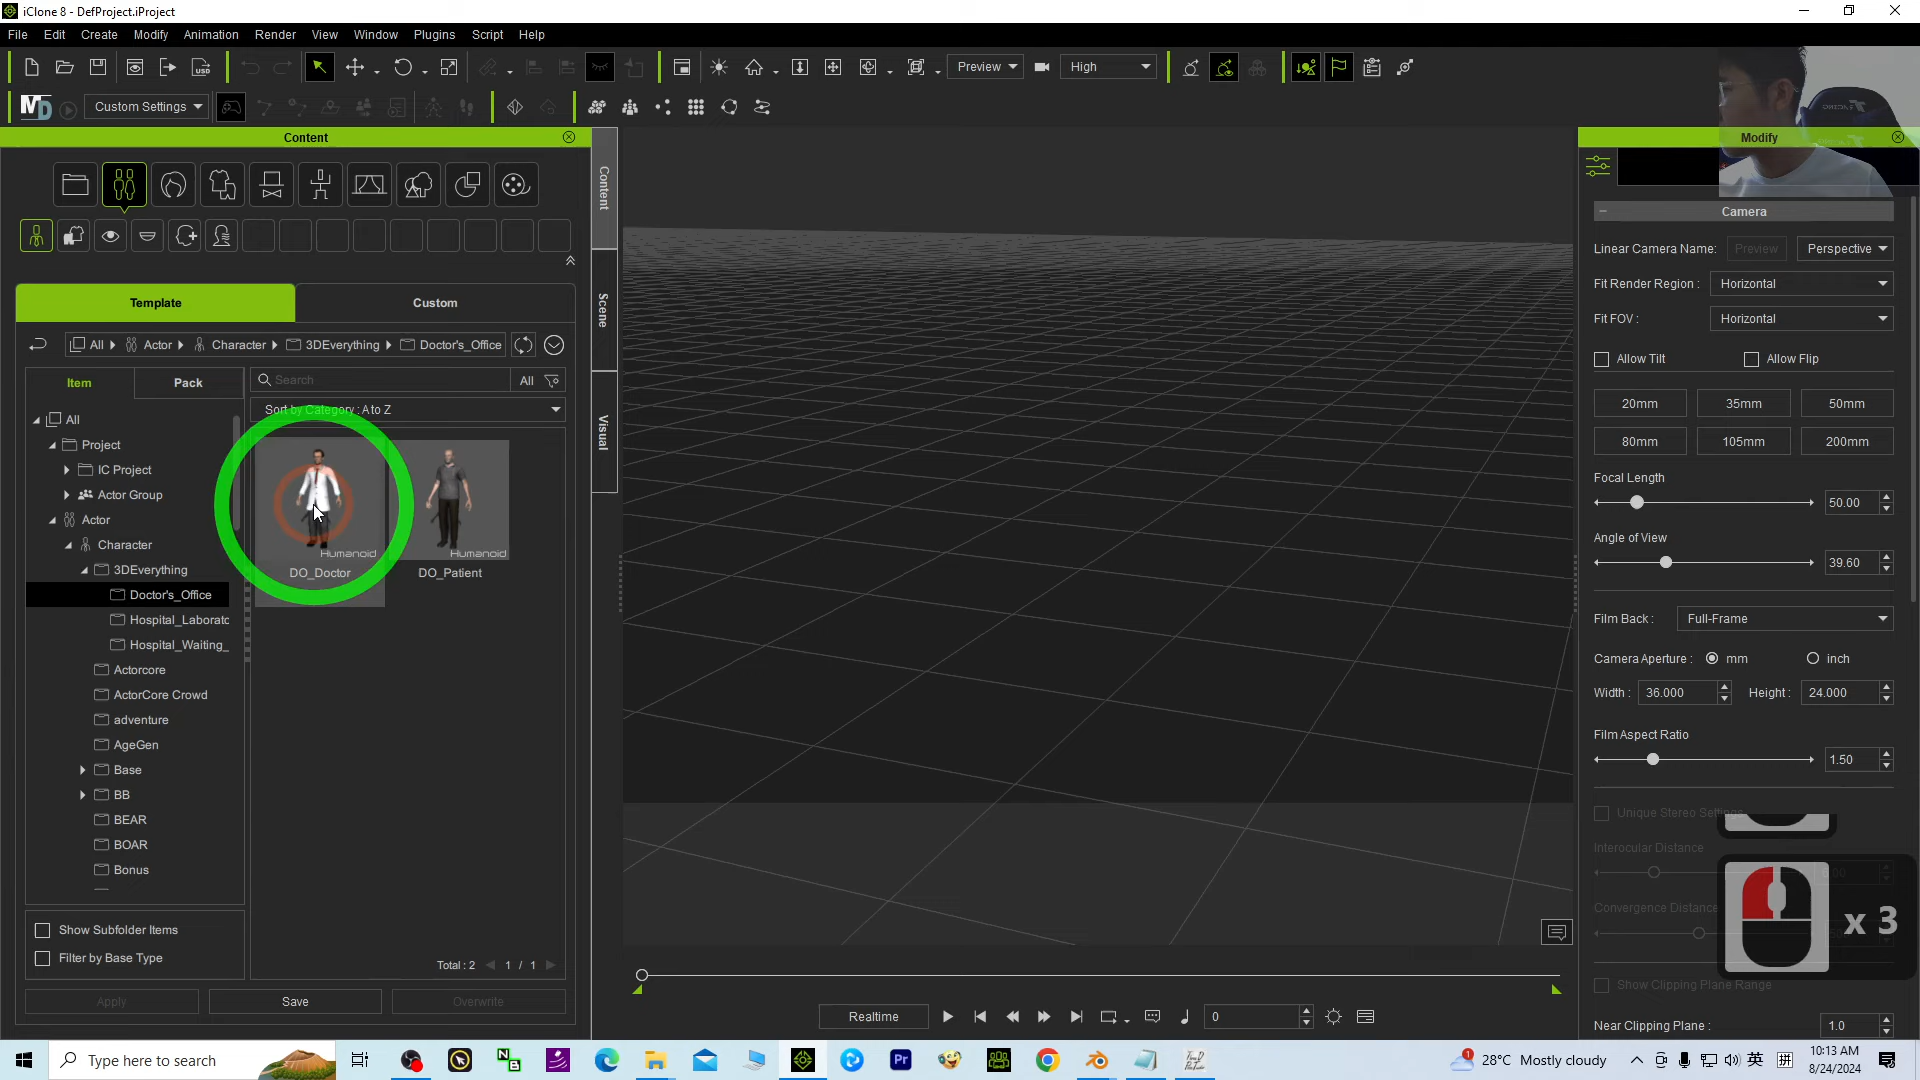 iClone 8 - DefProject.iProject
File Edit Create Modify Animation Render View Window Plugins Script Help
Preview High
MD Custom Settings
Content
Modify
Content
Scene
Visual
Template Custom
All Actor Character 3DEverything Doctor's_Office
Item Pack
Search All
Sort by Category : A to Z
All
Project
IC Project
Actor Group
Actor
Character
3DEverything
Doctor's_Office
Hospital_Laboratc
Hospital_Waiting_
Actorcore
ActorCore Crowd
adventure
AgeGen
Base
BB
BEAR
BOAR
Bonus
Humanoid
DO_Doctor
Humanoid
DO_Patient
Show Subfolder Items
Filter by Base Type
Total : 2 1 / 1
Apply Save Overwrite
Realtime 0
Camera
Linear Camera Name: Preview Perspective
Fit Render Region : Horizontal
Fit FOV : Horizontal
Allow Tilt Allow Flip
20mm 35mm 50mm
80mm 105mm 200mm
Focal Length
50.00
Angle of View
39.60
Film Back : Full-Frame
Camera Aperture : mm inch
Width : 36.000 Height : 24.000
Film Aspect Ratio
1.50
Unique Stereo Settings
Interocular Distance
Convergence Distance
Show Clipping Plane Range
Near Clipping Plane : 1.0
x 3
Type here to search
Pr
1
28°C Mostly cloudy
英
拼
10:13 AM
8/24/2024